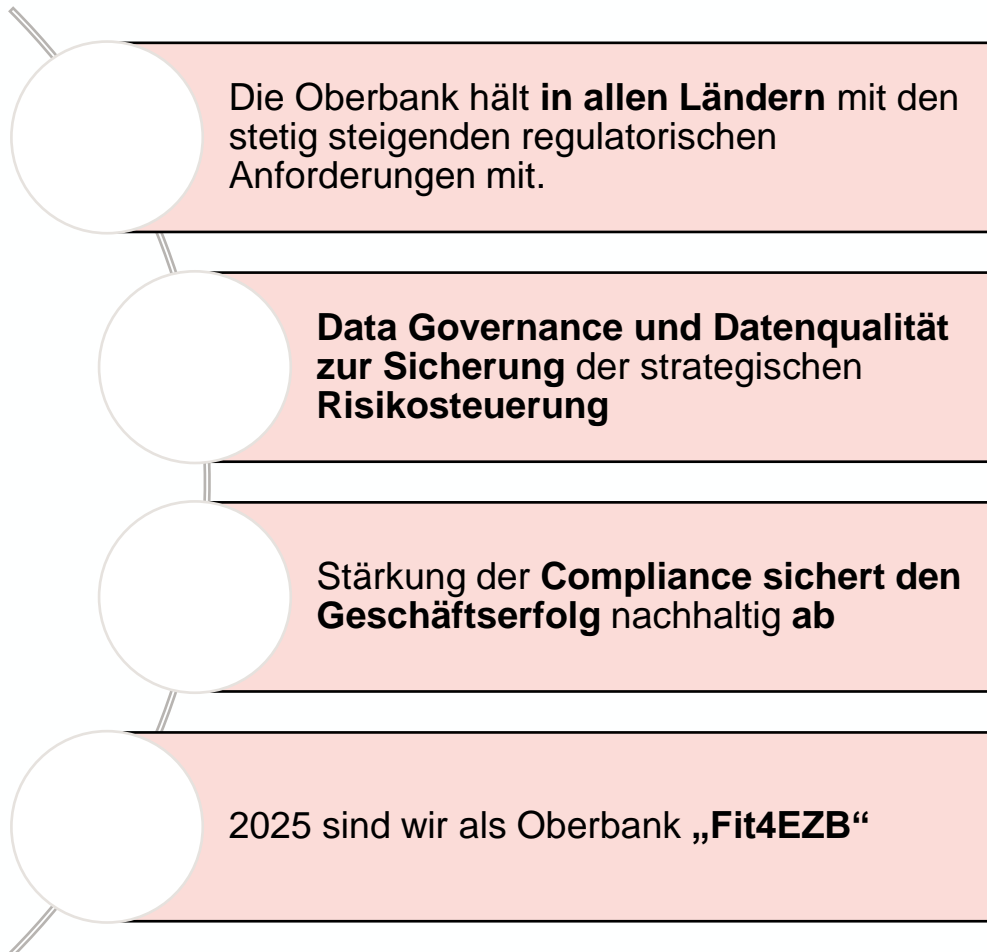 Die Oberbank hält in allen Ländern mit den
stetig steigenden regulatorischen
Anforderungen mit.
Data Governance und Datenqualität
zur Sicherung der strategischen
Risikosteuerung
Stärkung der Compliance sichert den
Geschäftserfolg nachhaltig ab
2025 sind wir als Oberbank „Fit4EZB“